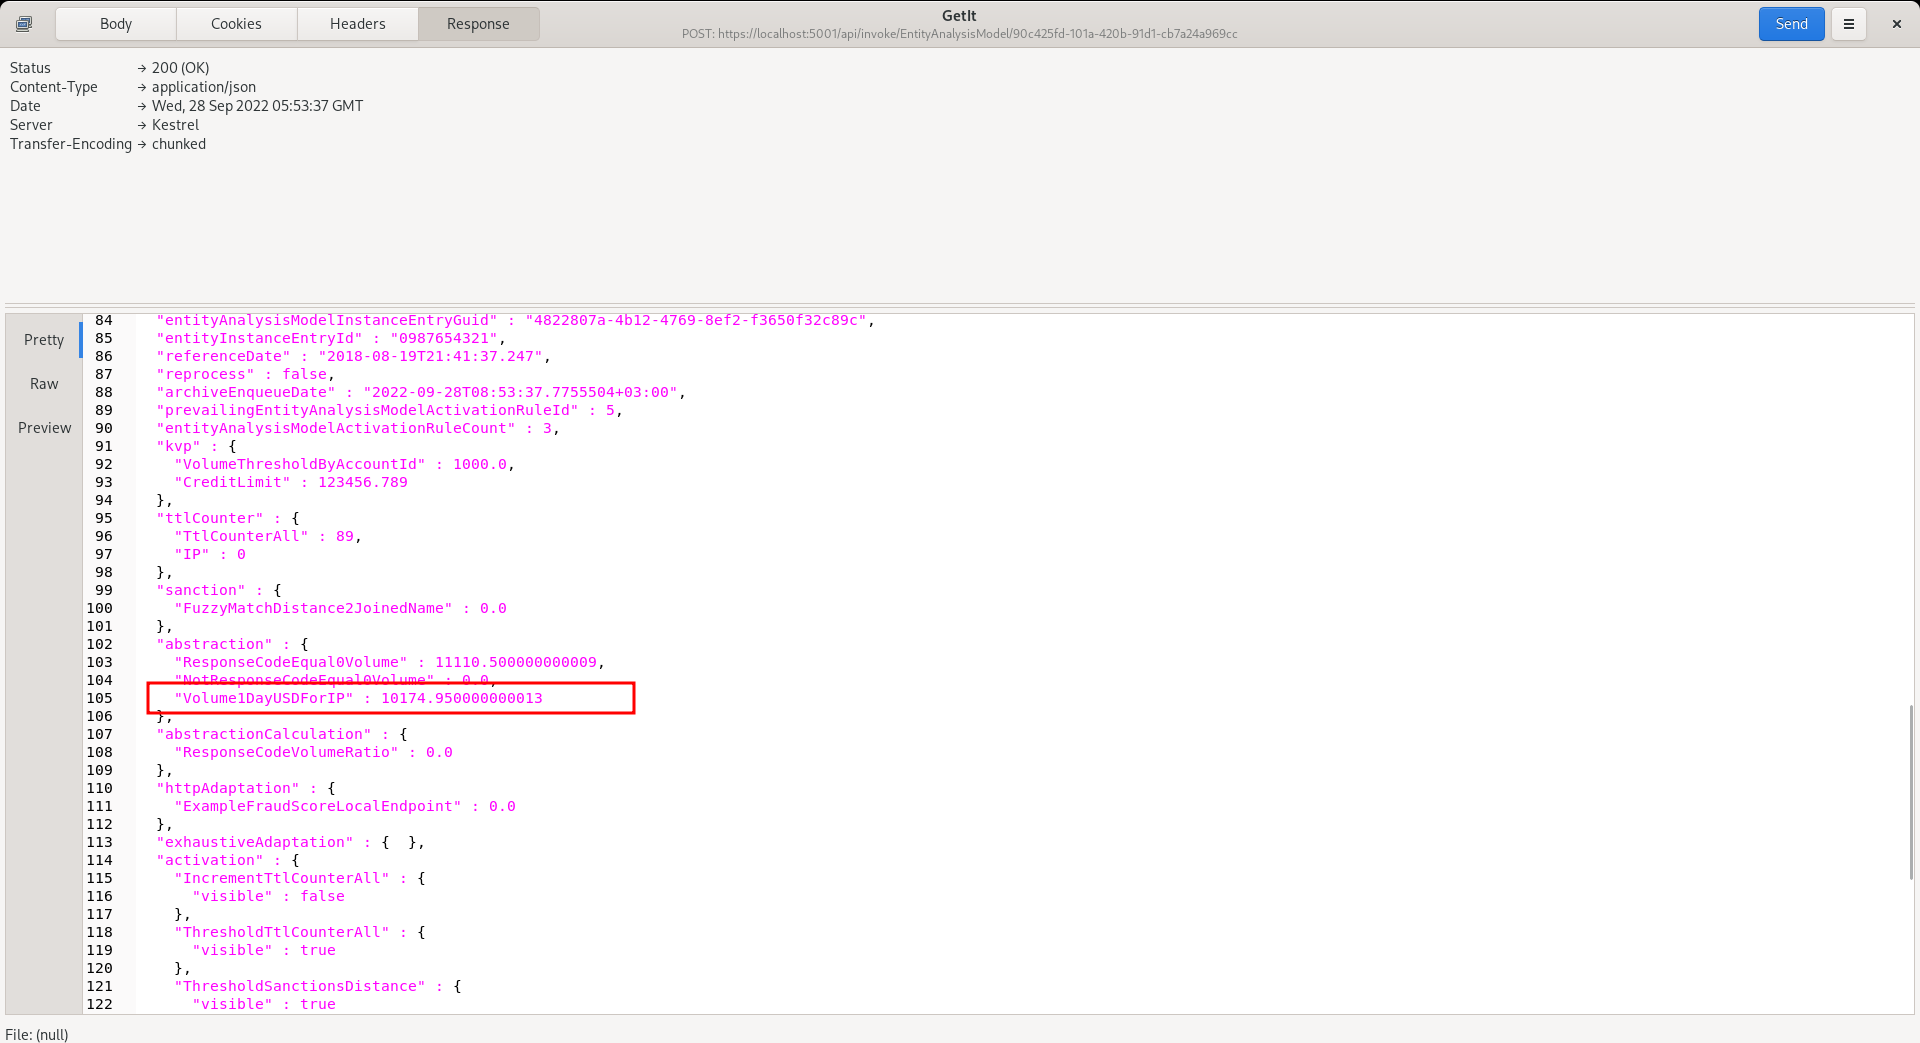 Body Cookies Headers Response
GetIt
POST: https://localhost:5001/api/invoke/EntityAnalysisModel/90c425fd-101a-420b-91d1-cb7a24a969cc
Send
Status → 200 (OK)
Content-Type → application/json
Date → Wed, 28 Sep 2022 05:53:37 GMT
Server → Kestrel
Transfer-Encoding → chunked
Pretty
Raw
Preview
84 "entityAnalysisModelInstanceEntryGuid" : "4822807a-4b12-4769-8ef2-f3650f32c89c",
85 "entityInstanceEntryId" : "0987654321",
86 "referenceDate" : "2018-08-19T21:41:37.247",
87 "reprocess" : false,
88 "archiveEnqueueDate" : "2022-09-28T08:53:37.7755504+03:00",
89 "prevailingEntityAnalysisModelActivationRuleId" : 5,
90 "entityAnalysisModelActivationRuleCount" : 3,
91 "kvp" : {
92 "VolumeThresholdByAccountId" : 1000.0,
93 "CreditLimit" : 123456.789
94 },
95 "ttlCounter" : {
96 "TtlCounterAll" : 89,
97 "IP" : 0
98 },
99 "sanction" : {
100 "FuzzyMatchDistance2JoinedName" : 0.0
101 },
102 "abstraction" : {
103 "ResponseCodeEqual0Volume" : 11110.500000000009,
104 "NotResponseCodeEqual0Volume" : 0.0,
105 "Volume1DayUSDForIP" : 10174.950000000013
106 },
107 "abstractionCalculation" : {
108 "ResponseCodeVolumeRatio" : 0.0
109 },
110 "httpAdaptation" : {
111 "ExampleFraudScoreLocalEndpoint" : 0.0
112 },
113 "exhaustiveAdaptation" : {  },
114 "activation" : {
115 "IncrementTtlCounterAll" : {
116 "visible" : false
117 },
118 "ThresholdTtlCounterAll" : {
119 "visible" : true
120 },
121 "ThresholdSanctionsDistance" : {
122 "visible" : true
File: (null)